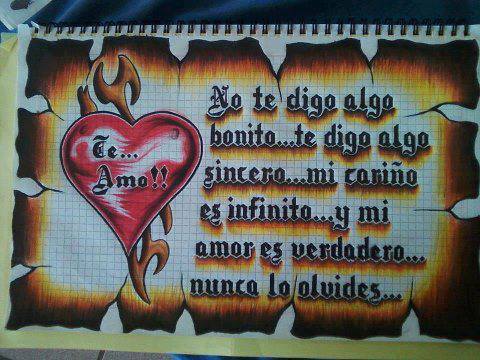 Te...
Amo!!
No te digo algo
bonito...te digo algo
sincero...mi cariño
es infinito...y mi
amor es verdadero...
nunca lo olvides...